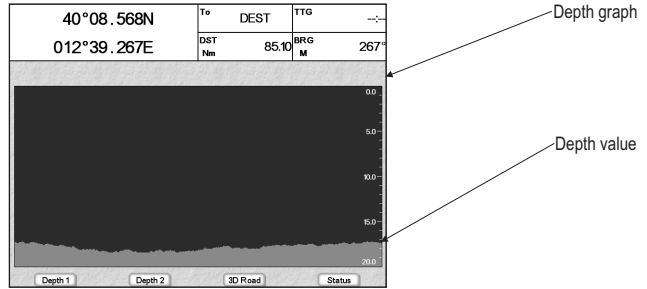 40°08.568N
To DEST
TTG --:--
012°39.267E
DST Nm 85.10
BRG M 267°
Depth graph
0.0
5.0
Depth value
10.0
15.0
20.0
Depth 1 Depth 2 3D Road Status